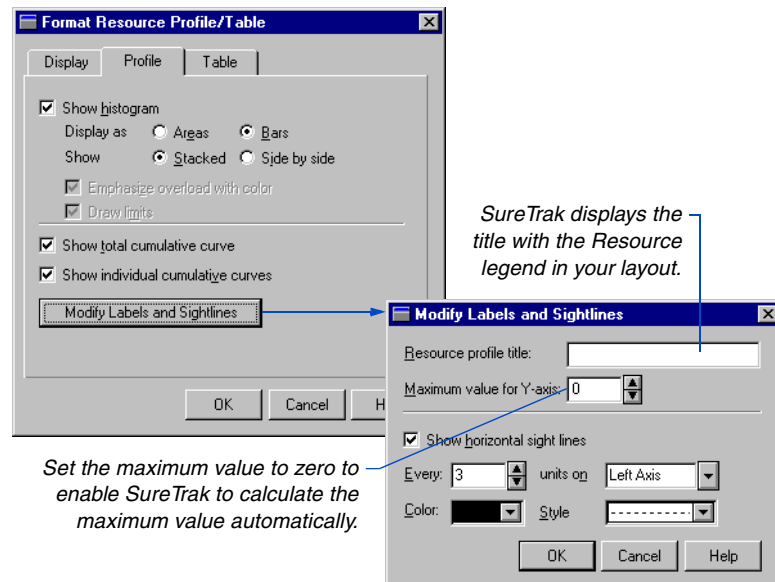 Format Resource Profile/Table
Display Profile Table
Show histogram
Display as Areas Bars
Show Stacked Side by side
Emphasize overload with color
Draw limits
Show total cumulative curve
Show individual cumulative curves
Modify Labels and Sightlines
OK Cancel H
SureTrak displays the
title with the Resource
legend in your layout.
Modify Labels and Sightlines
Resource profile title:
Maximum value for Y-axis: 0
Show horizontal sight lines
Every: 3 units on Left Axis
Color: Style
OK Cancel Help
Set the maximum value to zero to
enable SureTrak to calculate the
maximum value automatically.